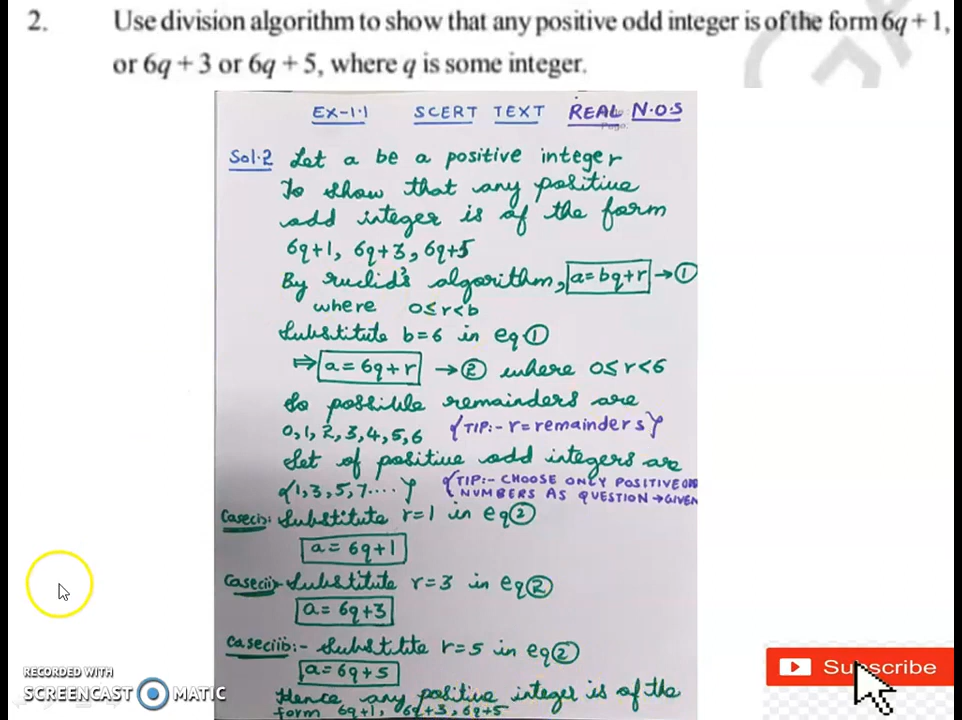 2. Use division algorithm to show that any positive odd integer is of the form 6q + 1,
or 6q + 3 or 6q + 5, where q is some integer.
EX-1.1 SCERT TEXT REAL N.O.S
Sol.2 Let a be a positive integer
To show that any positive
odd integer is of the form
6q+1, 6q+3, 6q+5
By euclid's algorithm, a=bq+r → ①
where 0≤r<b
Substitute b=6 in eq①
⇒ a=6q+r → ② where 0≤r<6
So possible remainders are
0,1,2,3,4,5,6 {TIP:- r=remainders}
Set of positive odd integers are
{1,3,5,7....} {TIP:- CHOOSE ONLY POSITIVE ODD
NUMBERS AS QUESTION → GIVEN
Case(i): Substitute r=1 in eq②
a=6q+1
Case(ii):- Substitute r=3 in eq②
a=6q+3
Case(iii):- Substitute r=5 in eq②
a=6q+5
Hence any positive integer is of the
form 6q+1, 6q+3, 6q+5
RECORDED WITH
SCREENCAST MATIC
Subscribe